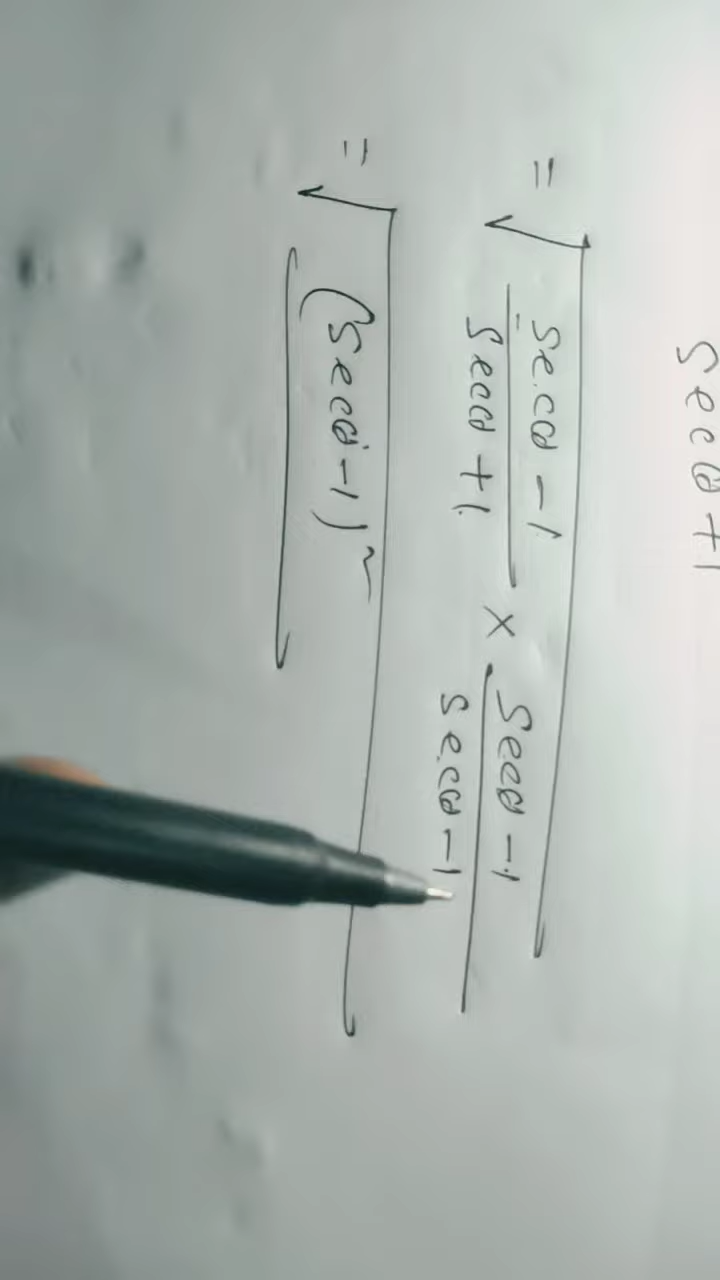 secθ+1
= √ secθ-1 / secθ+1 × secθ-1 / secθ-1
= √ (secθ-1)²